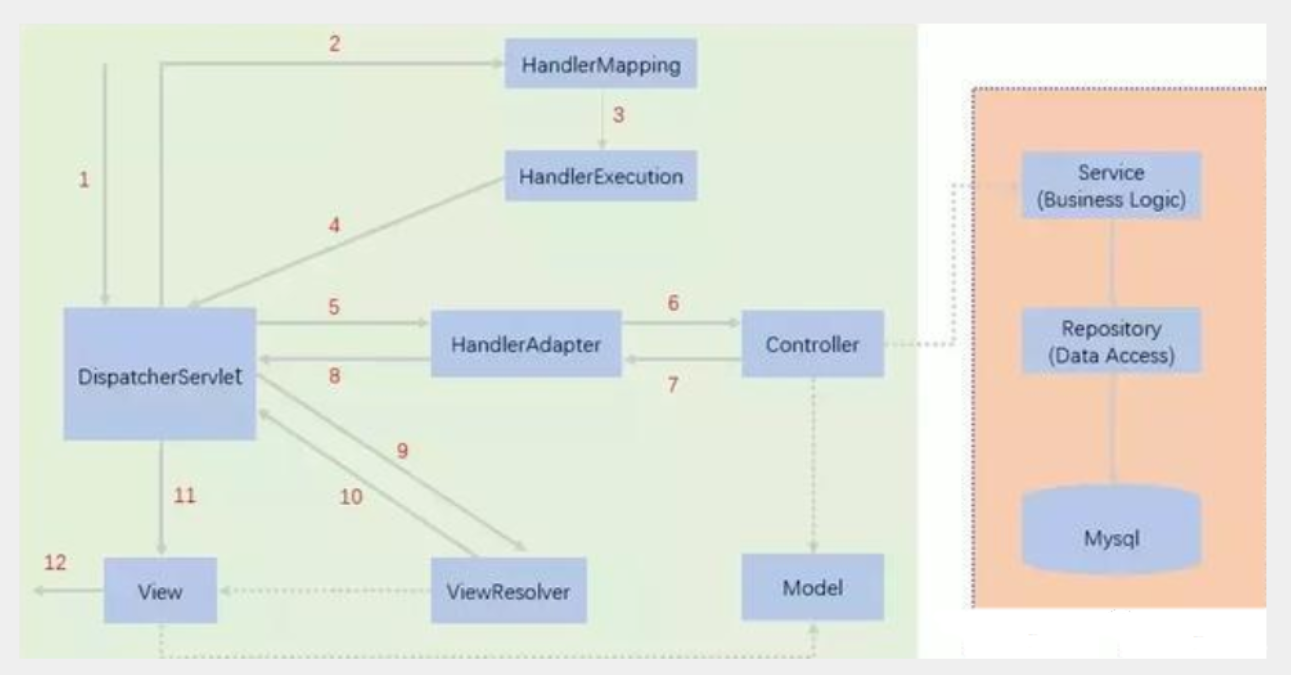 2
HandlerMapping
3
1
HandlerExecution
4
Service
(Business Logic)
5
6
HandlerAdapter
Controller
Repository
(Data Access)
DispatcherServlet
8
7
9
10
11
Mysql
12
View
ViewResolver
Model